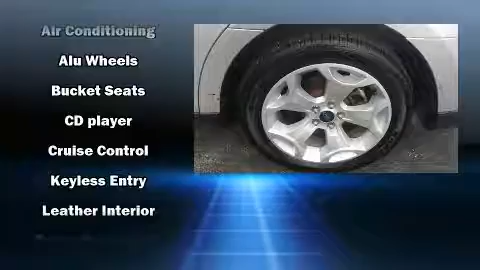 Air Conditioning
Alu Wheels
Bucket Seats
CD player
Cruise Control
Keyless Entry
Leather Interior